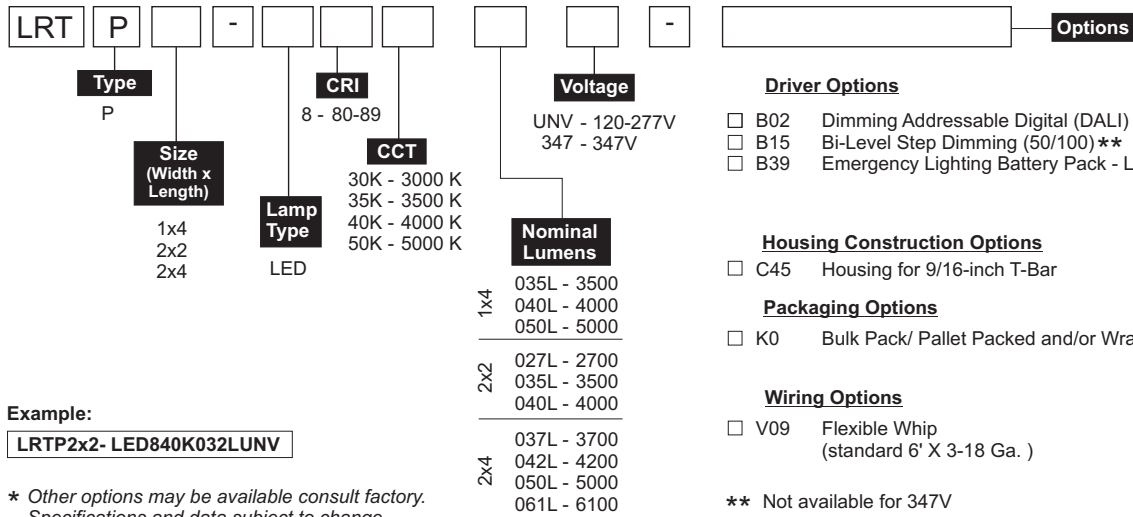 LRT P - -
Options
Type
P
Size
(Width x
Length)
1x4
2x2
2x4
Lamp
Type
LED
CRI
8 - 80-89
CCT
30K - 3000 K
35K - 3500 K
40K - 4000 K
50K - 5000 K
Nominal
Lumens
1x4
035L - 3500
040L - 4000
050L - 5000
2x2
027L - 2700
035L - 3500
040L - 4000
2x4
037L - 3700
042L - 4200
050L - 5000
061L - 6100
Voltage
UNV - 120-277V
347 - 347V
Driver Options
☐ B02 Dimming Addressable Digital (DALI)
☐ B15 Bi-Level Step Dimming (50/100)**
☐ B39 Emergency Lighting Battery Pack - L
Housing Construction Options
☐ C45 Housing for 9/16-inch T-Bar
Packaging Options
☐ K0 Bulk Pack/ Pallet Packed and/or Wra
Wiring Options
☐ V09 Flexible Whip
(standard 6' X 3-18 Ga. )
** Not available for 347V
Example:
LRTP2x2- LED840K032LUNV
* Other options may be available consult factory.
Specifications and data subject to change